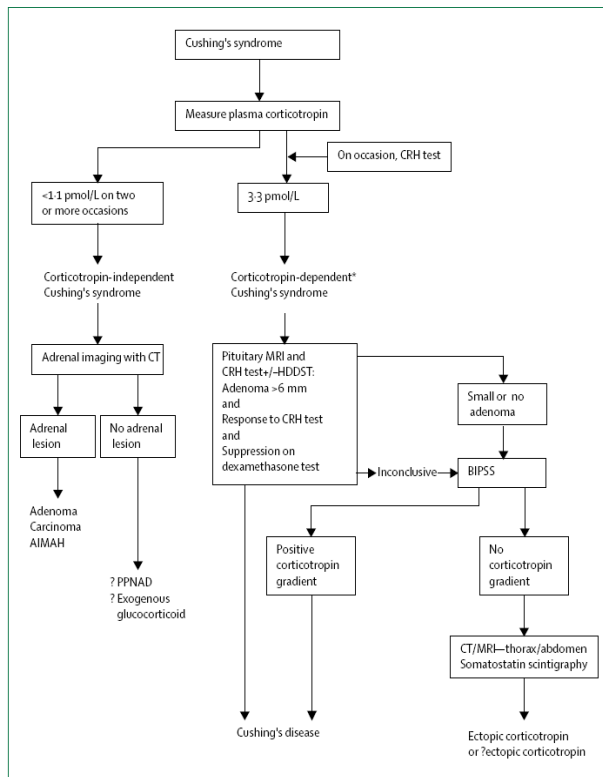 Cushing's syndrome
Measure plasma corticotropin
On occasion, CRH test
<1·1 pmol/L on two
or more occasions
3·3 pmol/L
Corticotropin-independent
Cushing's syndrome
Corticotropin-dependent*
Cushing's syndrome
Adrenal imaging with CT
Pituitary MRI and
CRH test+/–HDDST:
Adenoma >6 mm
and
Response to CRH test
and
Suppression on
dexamethasone test
Small or no
adenoma
Adrenal
lesion
No adrenal
lesion
Inconclusive
BIPSS
Adenoma
Carcinoma
AIMAH
? PPNAD
? Exogenous
glucocorticoid
Positive
corticotropin
gradient
No
corticotropin
gradient
CT/MRI—thorax/abdomen
Somatostatin scintigraphy
Cushing's disease
Ectopic corticotropin
or ?ectopic corticotropin